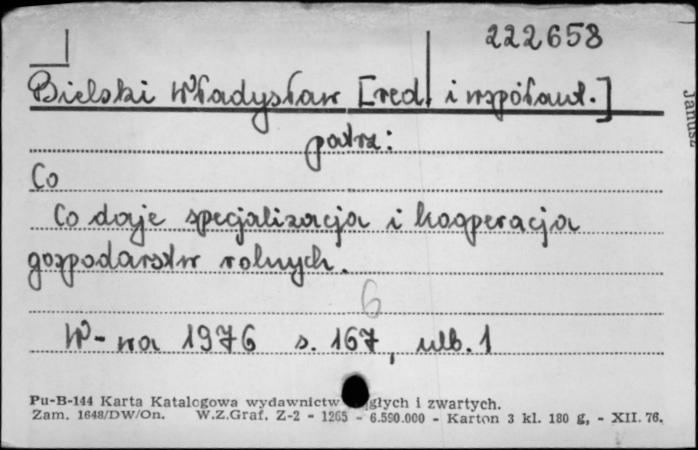 222658
Bielski Władysław [red. i współaut.]
patrz:
Co
Co daje specjalizacja i kooperacja
gospodarstw rolnych.
6
W-wa 1976 s. 167, ulb. 1
Pu-B-144 Karta Katalogowa wydawnictw głych i zwartych.
Zam. 1648/DW/On. W.Z.Graf. Z-2 - 1265 - 6.590.000 - Karton 3 kl. 180 g, - XII. 76.
Janusz